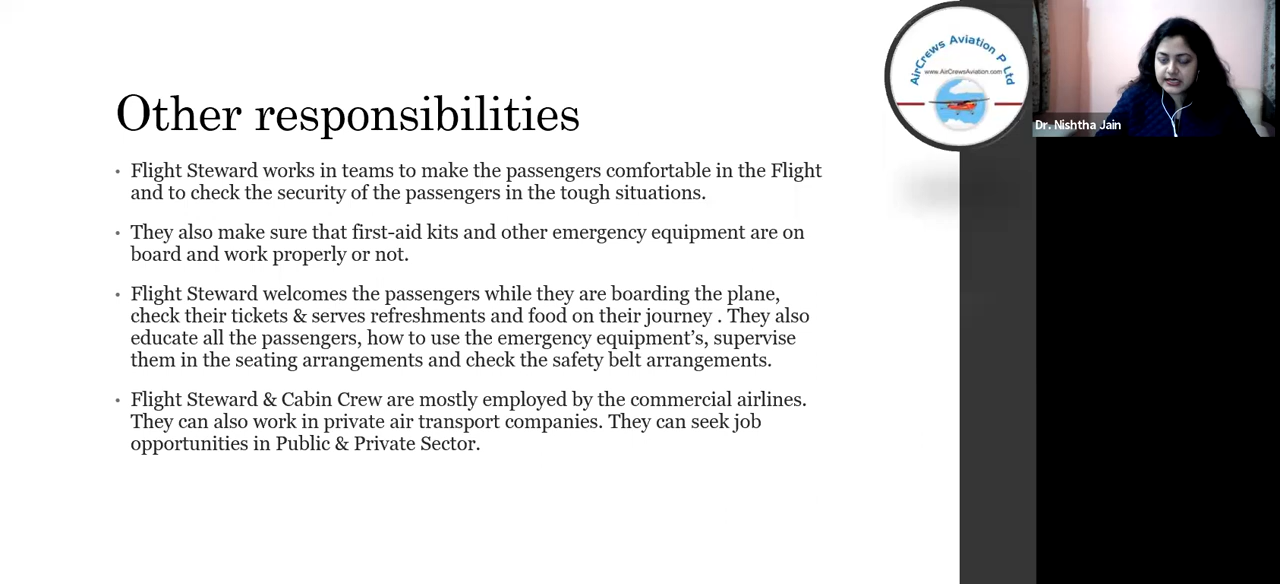 Other responsibilities
• Flight Steward works in teams to make the passengers comfortable in the Flight
and to check the security of the passengers in the tough situations.
• They also make sure that first-aid kits and other emergency equipment are on
board and work properly or not.
• Flight Steward welcomes the passengers while they are boarding the plane,
check their tickets & serves refreshments and food on their journey . They also
educate all the passengers, how to use the emergency equipment’s, supervise
them in the seating arrangements and check the safety belt arrangements.
• Flight Steward & Cabin Crew are mostly employed by the commercial airlines.
They can also work in private air transport companies. They can seek job
opportunities in Public & Private Sector.
AirCrews Aviation P Ltd
www.AirCrewsAviation.com
Dr. Nishtha Jain